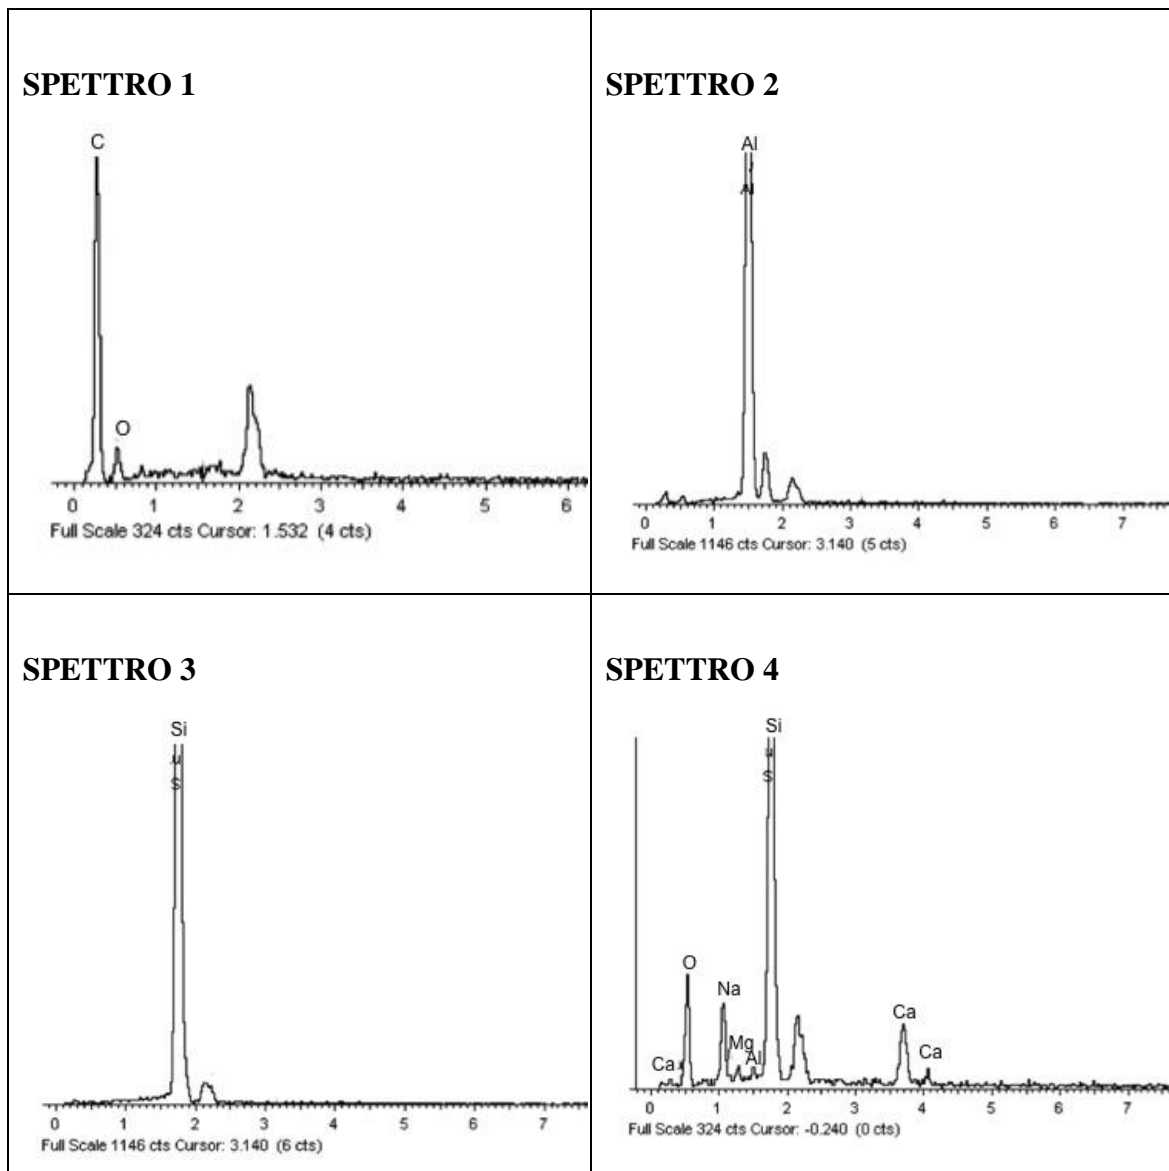 SPETTRO 1
C
O
0 1 2 3 4 5 6
Full Scale 324 cts Cursor: 1.532 (4 cts)
SPETTRO 2
Al
Al
0 1 2 3 4 5 6 7
Full Scale 1146 cts Cursor: 3.140 (5 cts)
SPETTRO 3
Si
S
0 1 2 3 4 5 6 7
Full Scale 1146 cts Cursor: 3.140 (6 cts)
SPETTRO 4
Si
S
O
Na
Mg
Al
Ca
Ca
Ca
0 1 2 3 4 5 6 7
Full Scale 324 cts Cursor: -0.240 (0 cts)